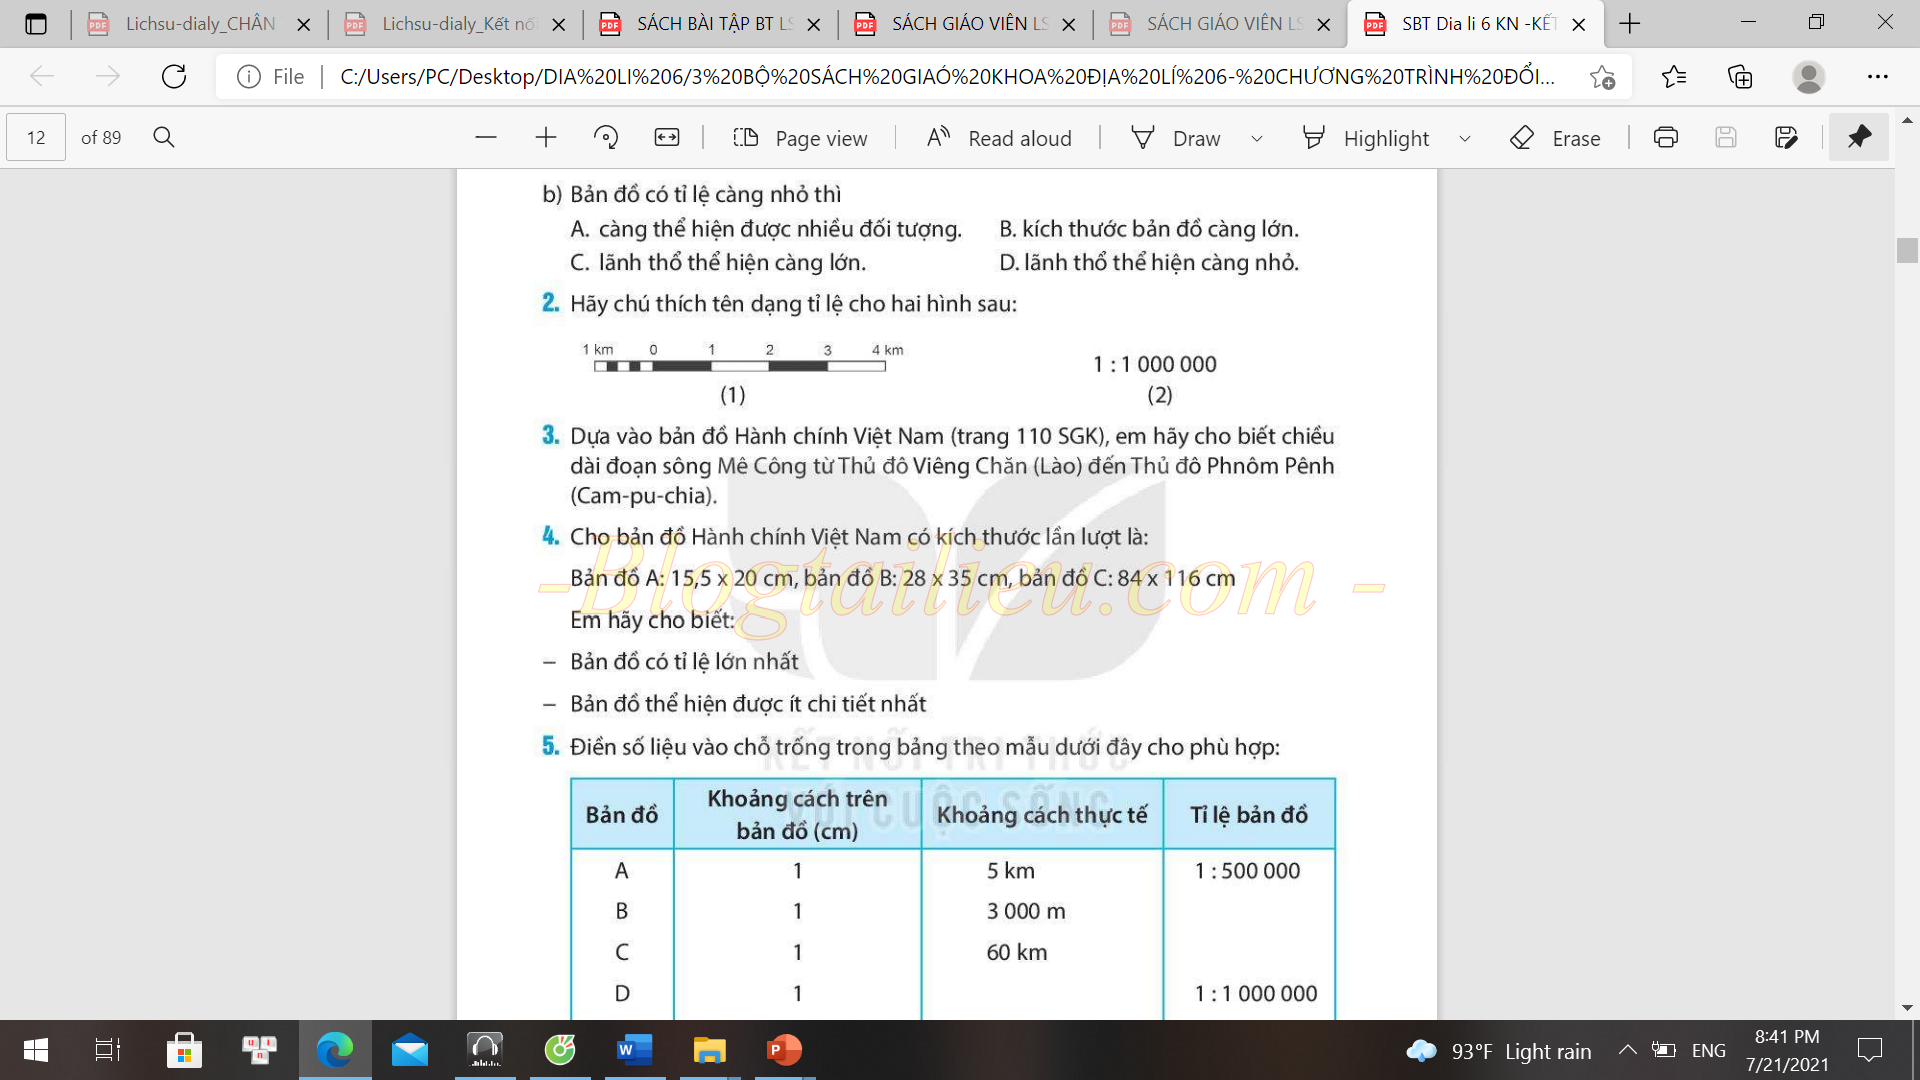 Lichsu-dialy_CHÂN
Lichsu-dialy_Kết nố
SÁCH BÀI TẬP BT LS
SÁCH GIÁO VIÊN LS
SÁCH GIÁO VIÊN LS
SBT Dia li 6 KN -KẾT
File
C:/Users/PC/Desktop/DIA%20LI%206/3%20BỘ%20SÁCH%20GIAÓ%20KHOA%20ĐỊA%20LÍ%206-%20CHƯƠNG%20TRÌNH%20ĐỔI...
12 of 89
Page view
Read aloud
Draw
Highlight
Erase
b) Bản đồ có tỉ lệ càng nhỏ thì
A. càng thể hiện được nhiều đối tượng. B. kích thước bản đồ càng lớn.
C. lãnh thổ thể hiện càng lớn. D. lãnh thổ thể hiện càng nhỏ.
2. Hãy chú thích tên dạng tỉ lệ cho hai hình sau:
1 km 0 1 2 3 4 km
1 : 1 000 000
(1) (2)
3. Dựa vào bản đồ Hành chính Việt Nam (trang 110 SGK), em hãy cho biết chiều
dài đoạn sông Mê Công từ Thủ đô Viêng Chăn (Lào) đến Thủ đô Phnôm Pênh
(Cam-pu-chia).
4. Cho bản đồ Hành chính Việt Nam có kích thước lần lượt là:
Bản đồ A: 15,5 x 20 cm, bản đồ B: 28 x 35 cm, bản đồ C: 84 x 116 cm
-Blogtailieu.com -
Em hãy cho biết:
– Bản đồ có tỉ lệ lớn nhất
– Bản đồ thể hiện được ít chi tiết nhất
5. Điền số liệu vào chỗ trống trong bảng theo mẫu dưới đây cho phù hợp:
KẾT NỐI TRI THỨC
VỚI CUỘC SỐNG
Bản đồ Khoảng cách trên bản đồ (cm) Khoảng cách thực tế Tỉ lệ bản đồ
A 1 5 km 1 : 500 000
B 1 3 000 m
C 1 60 km
D 1 1 : 1 000 000
93°F Light rain
ENG
8:41 PM
7/21/2021